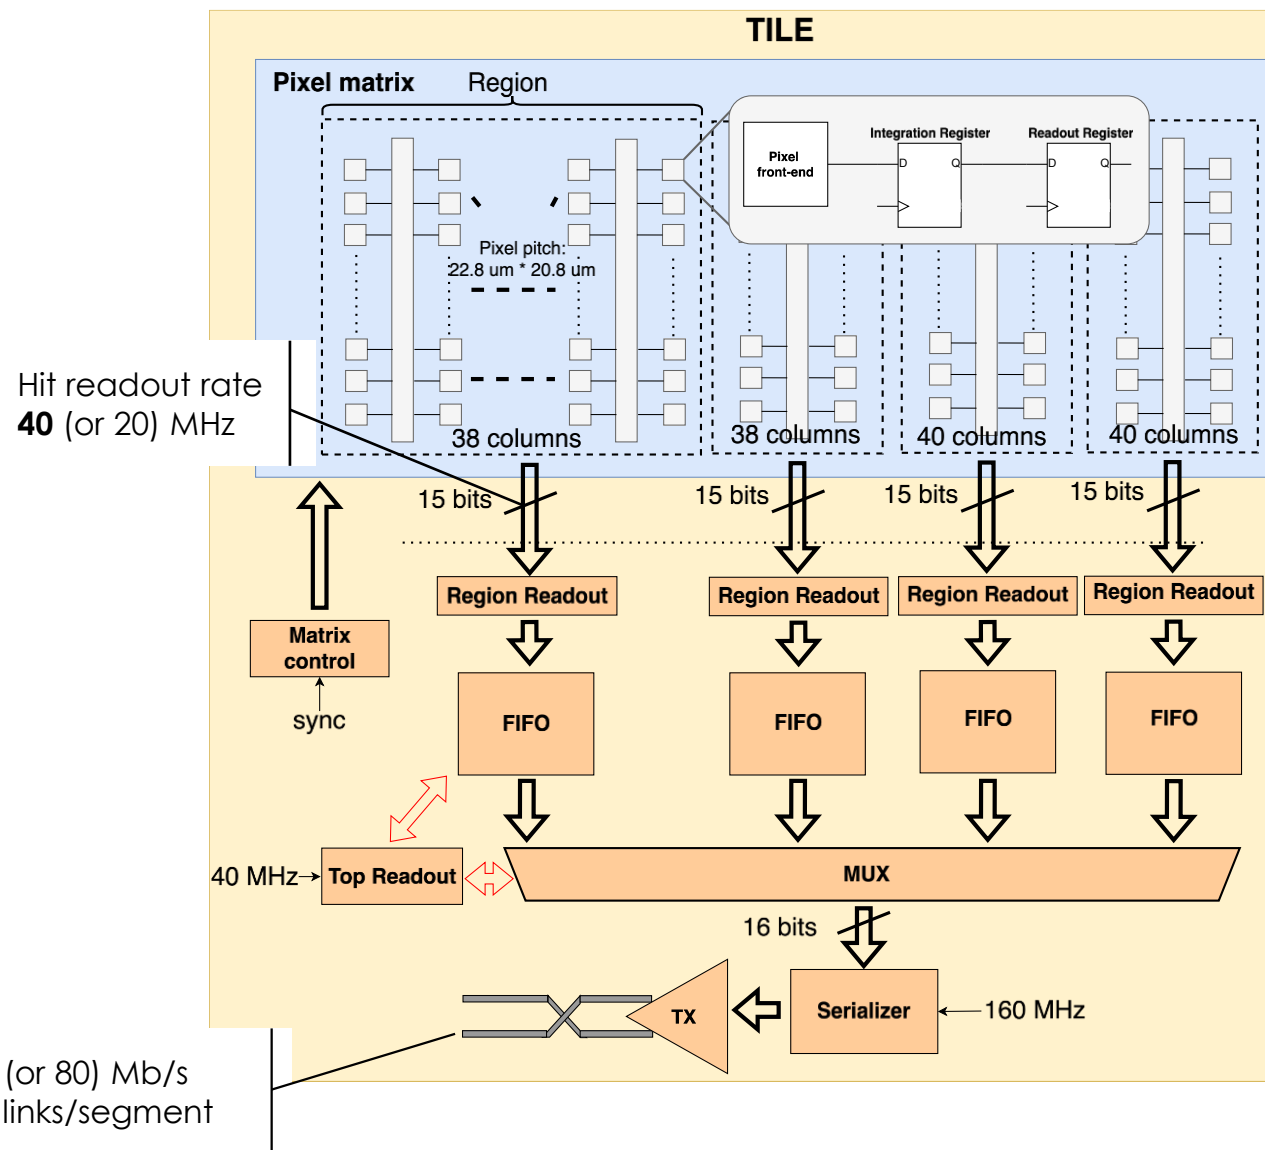 TILE
Pixel matrix
Region
Pixel
front-end
Integration Register
Readout Register
D
Q
D
Q
Pixel pitch:
22.8 um * 20.8 um
Hit readout rate
40 (or 20) MHz
38 columns
38 columns
40 columns
40 columns
15 bits
15 bits
15 bits
15 bits
Region Readout
Region Readout
Region Readout
Region Readout
Matrix
control
sync
FIFO
FIFO
FIFO
FIFO
40 MHz
Top Readout
MUX
16 bits
TX
Serializer
160 MHz
(or 80) Mb/s
links/segment